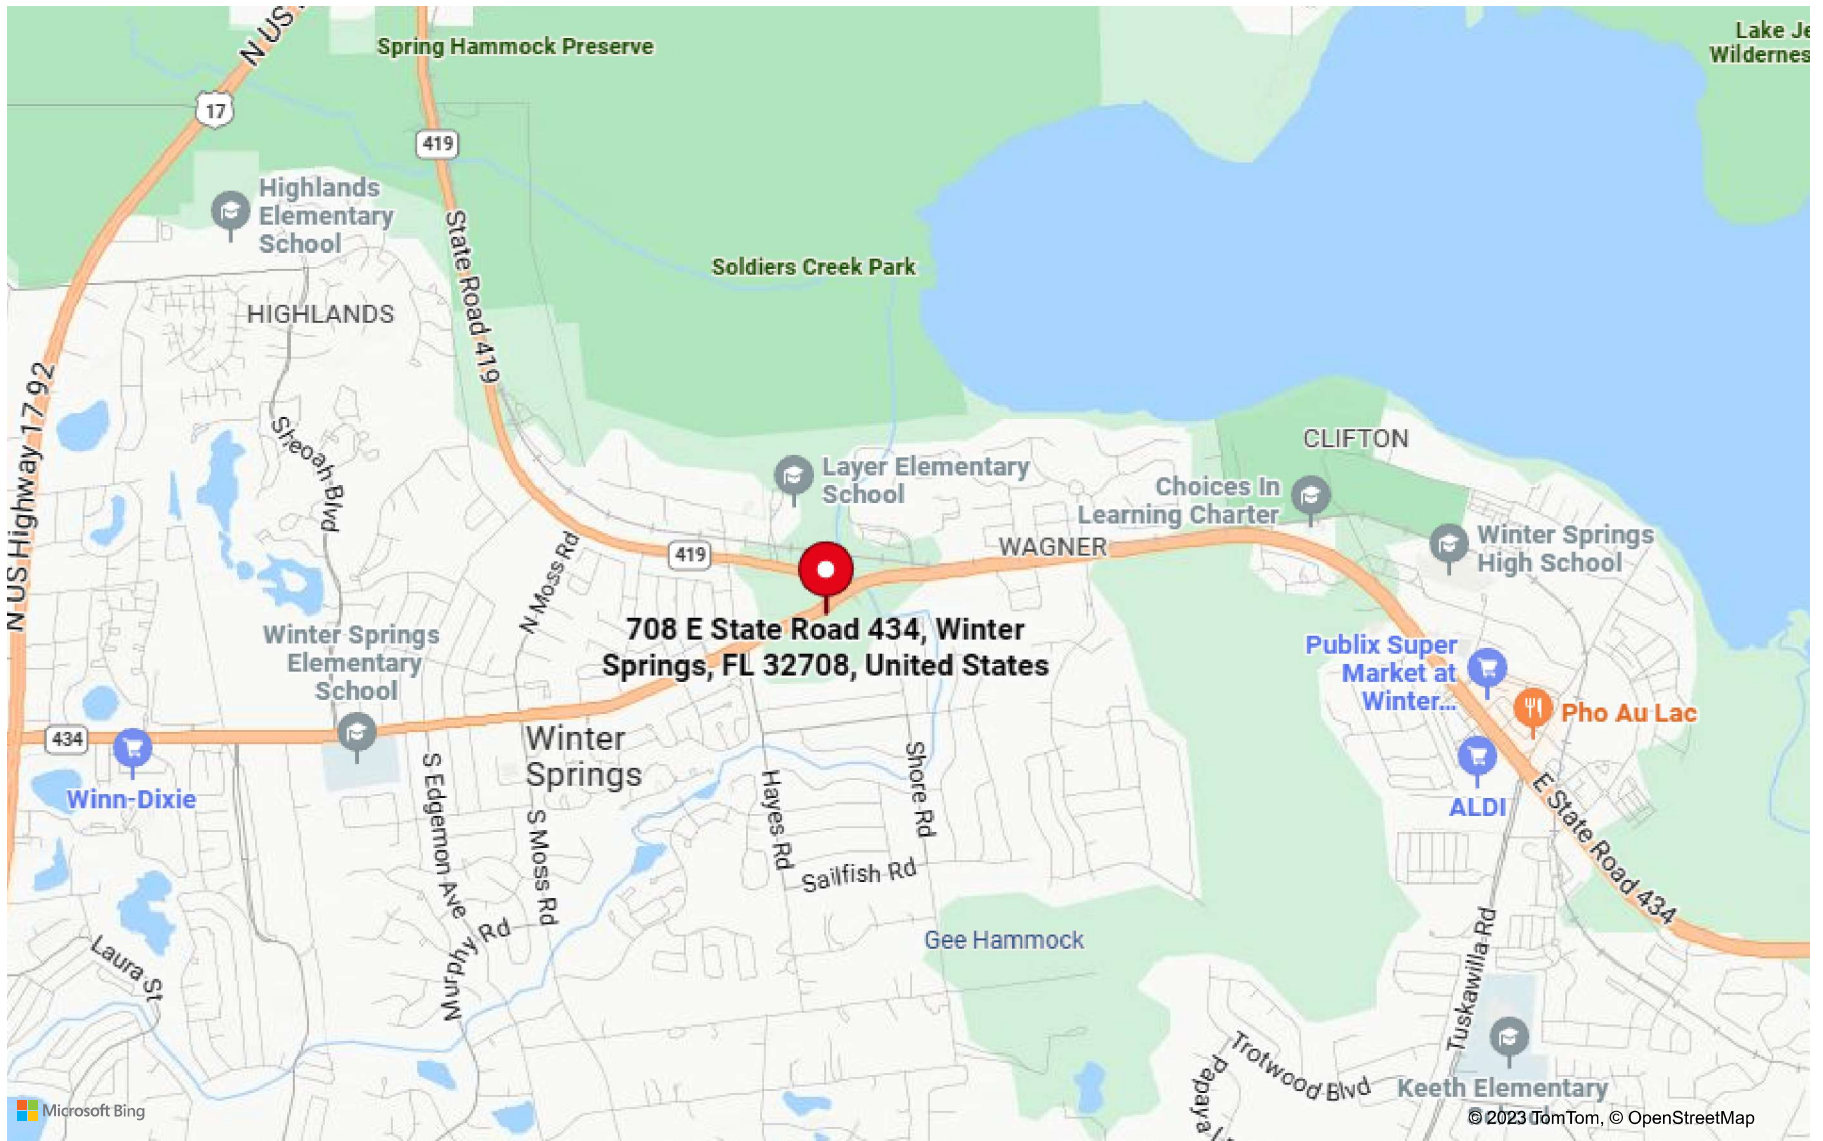 N US
Spring Hammock Preserve
Lake Je
Wildernes
17
419
Highlands
Elementary
School
State Road 419
Soldiers Creek Park
HIGHLANDS
N US Highway 17 92
Sheoah Blvd
CLIFTON
Layer Elementary
School
Choices In
Learning Charter
Winter Springs
High School
WAGNER
419
N Moss Rd
708 E State Road 434, Winter
Springs, FL 32708, United States
Winter Springs
Elementary
School
Publix Super
Market at
Winter...
Pho Au Lac
434
Winter
Springs
Winn-Dixie
ALDI
S Edgemon Ave
S Moss Rd
Hayes Rd
Shore Rd
Sailfish Rd
E State Road 434
Murphy Rd
Laura St
Gee Hammock
Tuskawilla Rd
Trotwood Blvd
Papaya
Keeth Elementary
Microsoft Bing
© 2023 TomTom, © OpenStreetMap